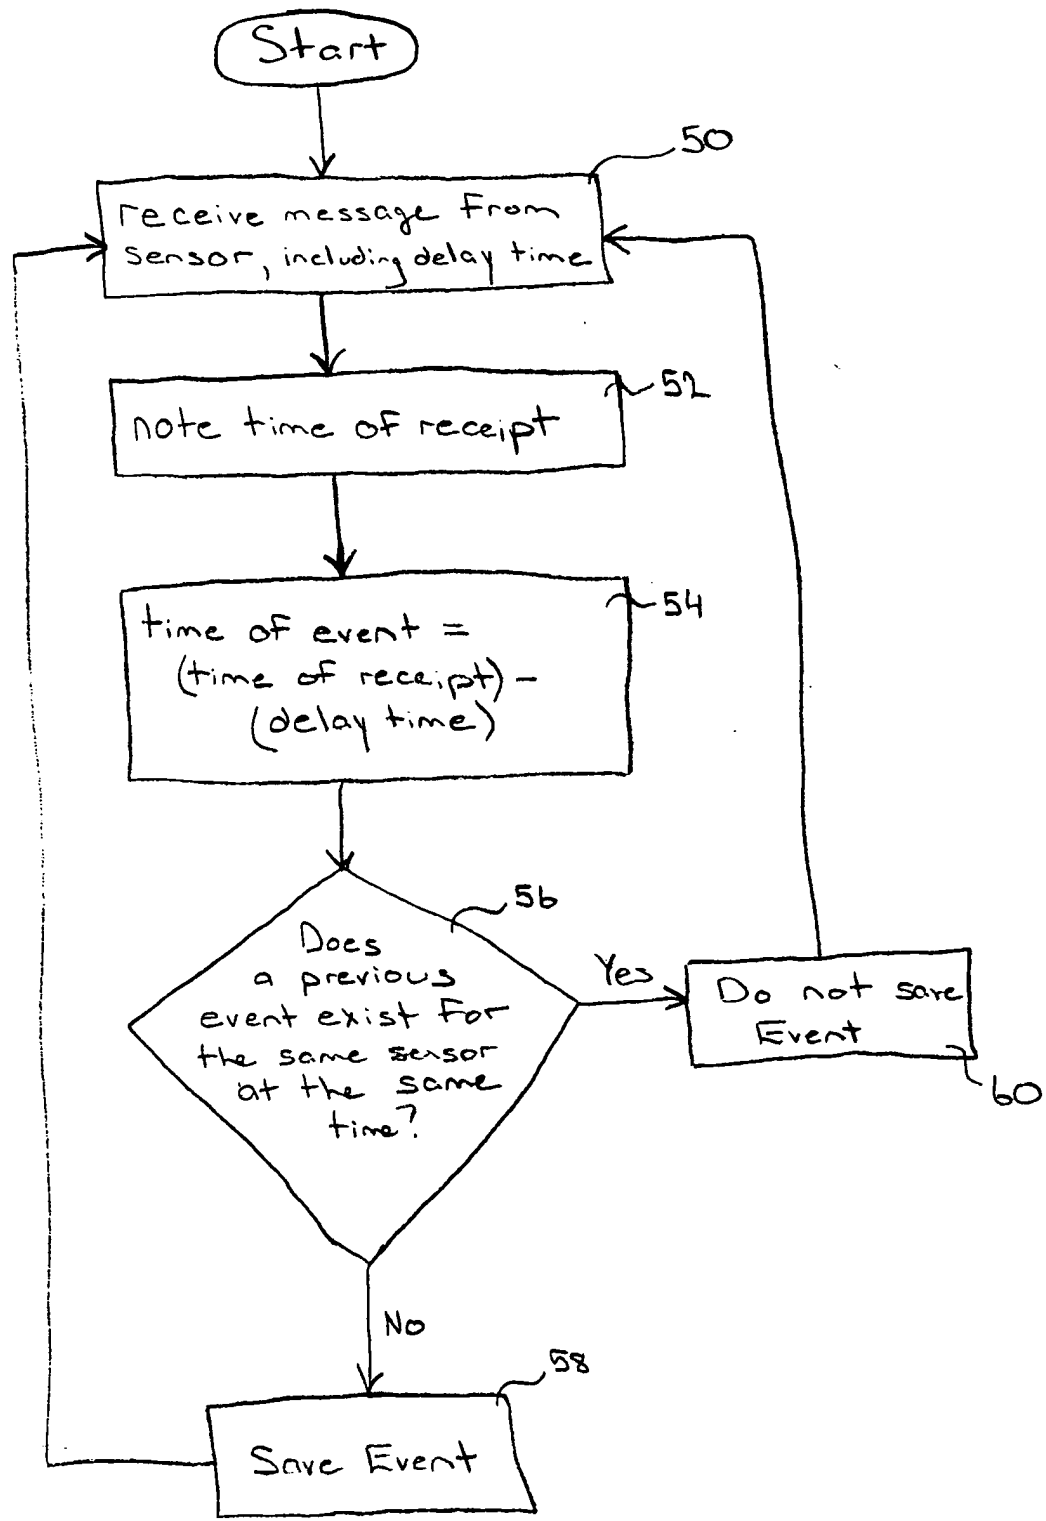 Start
50
receive message from
sensor, including delay time
52
note time of receipt
54
time of event =
(time of receipt) -
(delay time)
56
Does
a previous
event exist for
the same sensor
at the same
time?
Yes
Do not save
Event
60
No
58
Save Event